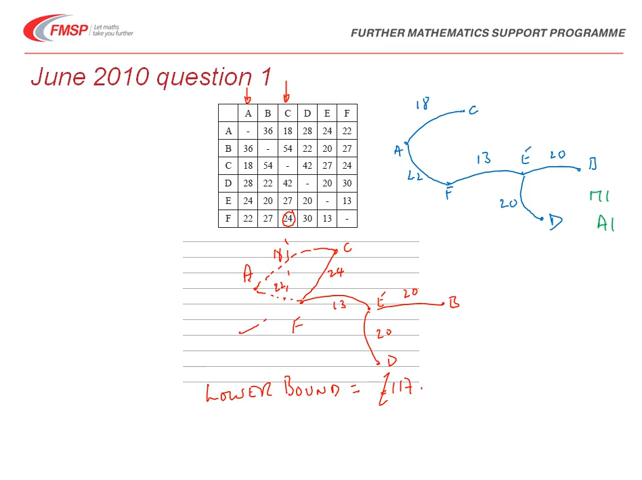 FMSP
Let maths
take you further
FURTHER MATHEMATICS SUPPORT PROGRAMME
June 2010 question 1
A B C D E F
A - 36 18 28 24 22
B 36 - 54 22 20 27
C 18 54 - 42 27 24
D 28 22 42 - 20 30
E 24 20 27 20 - 13
F 22 27 24 30 13 -
18
C
A
22
F
13
E
20
B
20
D
M1
A1
A
18
C
22
24
F
13
E
20
B
20
D
LOWER BOUND = £117.